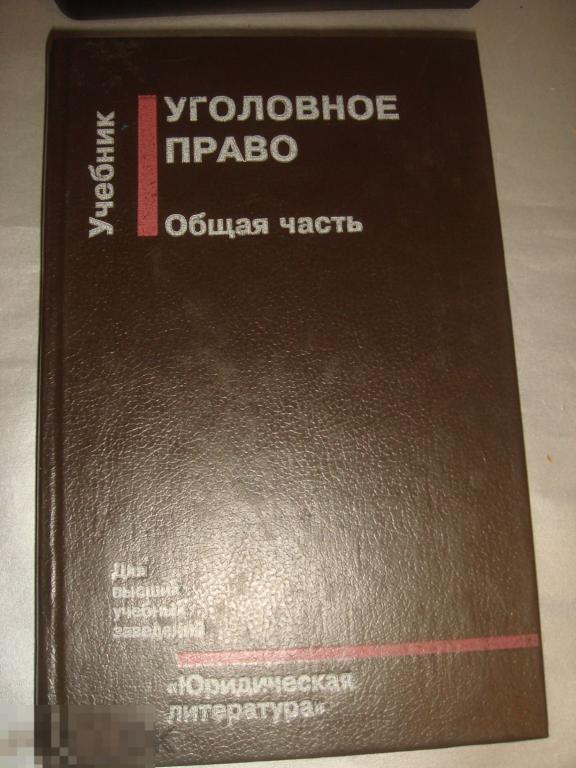 Учебник
УГОЛОВНОЕ
ПРАВО
Общая часть
Для
высших
учебных
заведений
«Юридическая
литература»